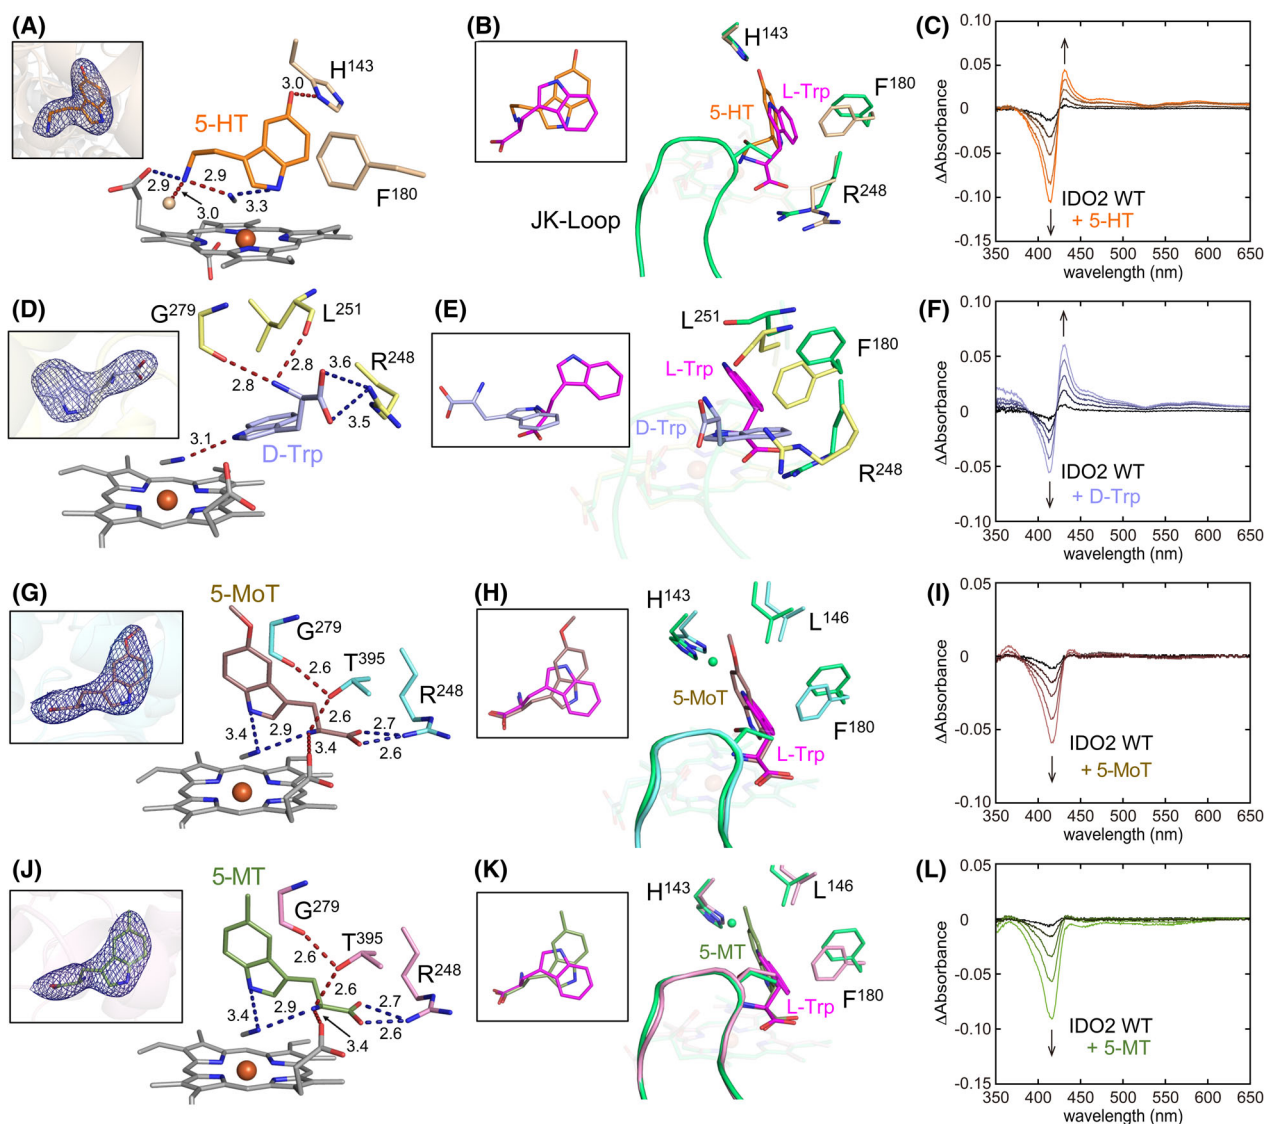 (A)
H143
3.0
5-HT
2.9
2.9
3.0
3.3
F180
(B)
H143
L-Trp
5-HT
F180
R248
JK-Loop
(C)
0.10
0.05
0
-0.05
-0.10
-0.15
ΔAbsorbance
IDO2 WT
+ 5-HT
350 400 450 500 550 600 650
wavelength (nm)
(D)
G279
L251
R248
2.8
2.8
3.6
3.5
3.1
D-Trp
(E)
L251
F180
L-Trp
D-Trp
R248
(F)
0.10
0.05
0
-0.05
-0.10
ΔAbsorbance
IDO2 WT
+ D-Trp
350 400 450 500 550 600 650
wavelength (nm)
(G)
5-MoT
G279
2.6
T395
R248
2.6
2.9
2.7
3.4
3.4
2.6
(H)
H143
L146
5-MoT
F180
L-Trp
(I)
0.05
0
-0.05
-0.10
ΔAbsorbance
IDO2 WT
+ 5-MoT
350 400 450 500 550 600 650
wavelength (nm)
(J)
5-MT
G279
T395
2.6
R248
2.6
2.9
2.7
3.4
2.6
3.4
(K)
H143
L146
5-MT
L-Trp
F180
(L)
0.05
0
-0.05
-0.10
-0.15
ΔAbsorbance
IDO2 WT
+ 5-MT
350 400 450 500 550 600 650
wavelength (nm)